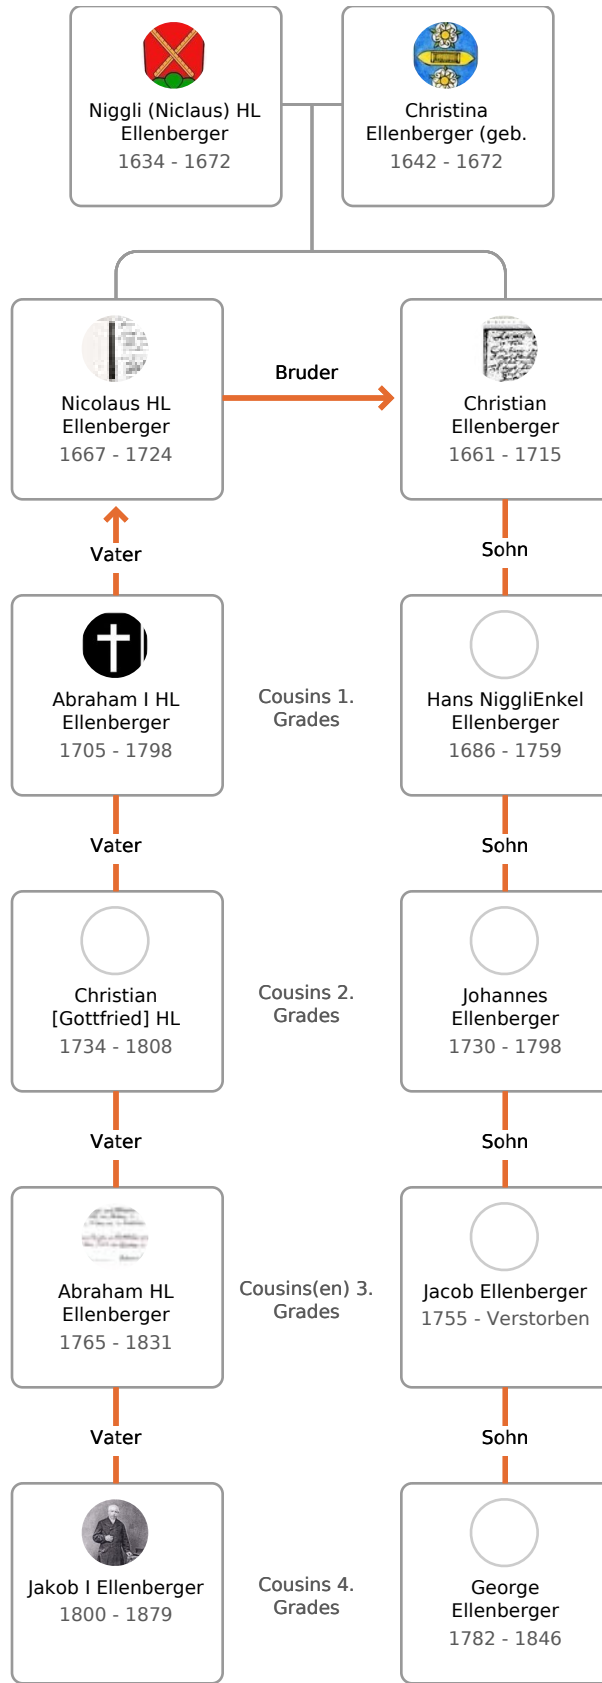 Niggli (Niclaus) HL
Ellenberger
1634 - 1672
Christina
Ellenberger (geb.
1642 - 1672
Nicolaus HL
Ellenberger
1667 - 1724
Bruder
Christian
Ellenberger
1661 - 1715
Vater
Sohn
Abraham I HL
Ellenberger
1705 - 1798
Cousins 1.
Grades
Hans NiggliEnkel
Ellenberger
1686 - 1759
Vater
Sohn
Christian
[Gottfried] HL
1734 - 1808
Cousins 2.
Grades
Johannes
Ellenberger
1730 - 1798
Vater
Sohn
Abraham HL
Ellenberger
1765 - 1831
Cousins(en) 3.
Grades
Jacob Ellenberger
1755 - Verstorben
Vater
Sohn
Jakob I Ellenberger
1800 - 1879
Cousins 4.
Grades
George
Ellenberger
1782 - 1846